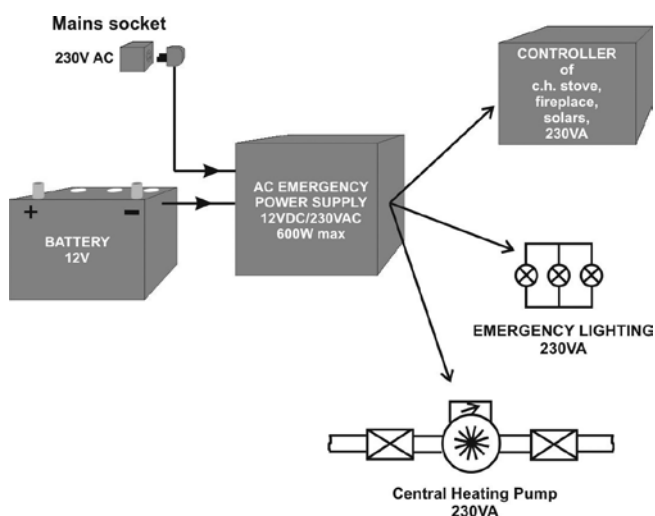 Mains socket
230V AC
CONTROLLER
of
c.h. stove,
fireplace,
solars,
230VA
AC EMERGENCY
POWER SUPPLY
12VDC/230VAC
600W max
+
-
BATTERY
12V
EMERGENCY LIGHTING
230VA
Central Heating Pump
230VA